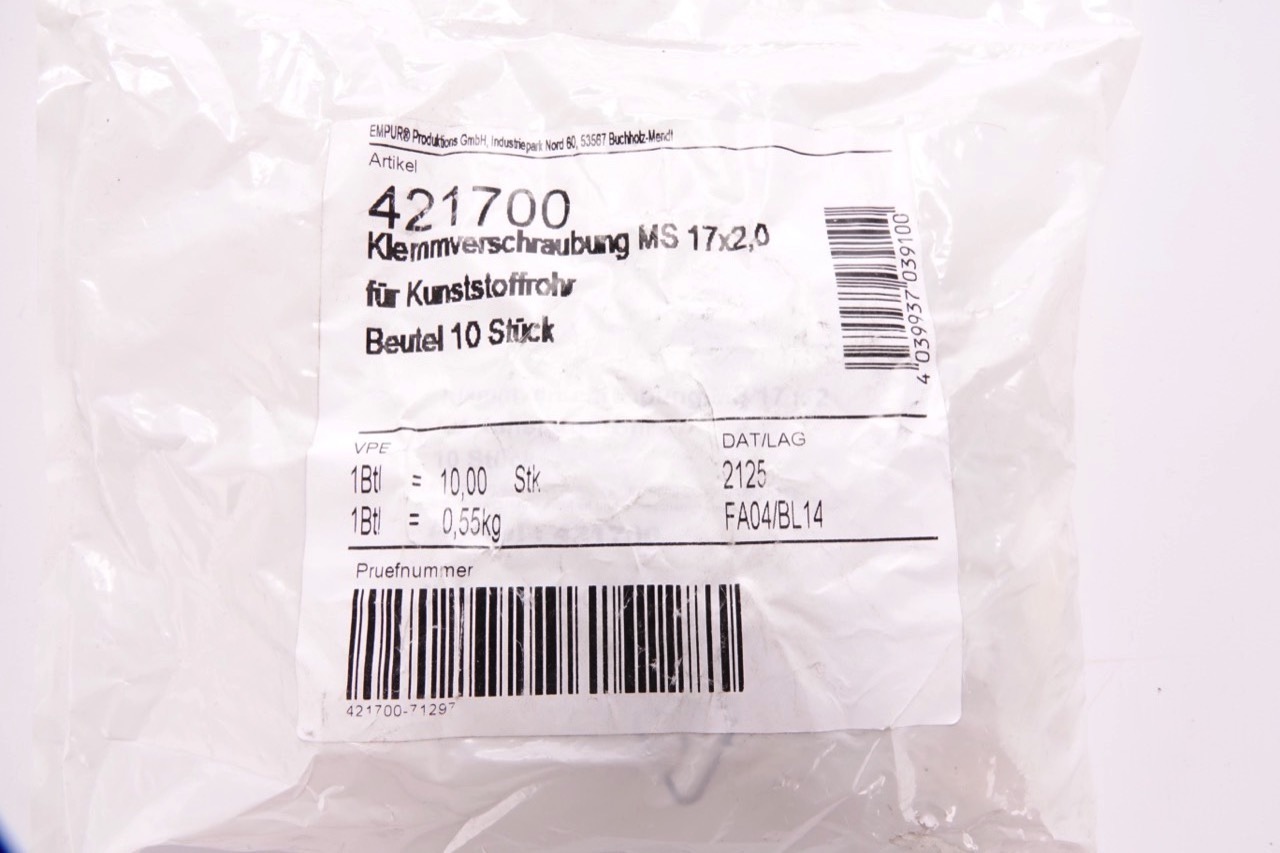 EMPUR® Produktions GmbH, Industriepark Nord 60, 53567 Buchholz-Mendt
Artikel
421700
Klemmverschraubung MS 17x2,0
für Kunststoffrohr
Beutel 10 Stück
4 039937 039100
VPE DAT/LAG
1Btl = 10,00 Stk 2125
1Btl = 0,55kg FA04/BL14
Pruefnummer
421700-71297